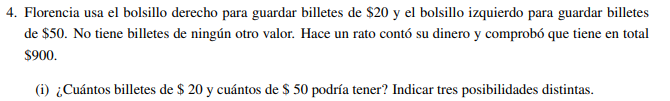 4. Florencia usa el bolsillo derecho para guardar billetes de $20 y el bolsillo izquierdo para guardar billetes
de $50. No tiene billetes de ningún otro valor. Hace un rato contó su dinero y comprobó que tiene en total
$900.
(i) ¿Cuántos billetes de $ 20 y cuántos de $ 50 podría tener? Indicar tres posibilidades distintas.